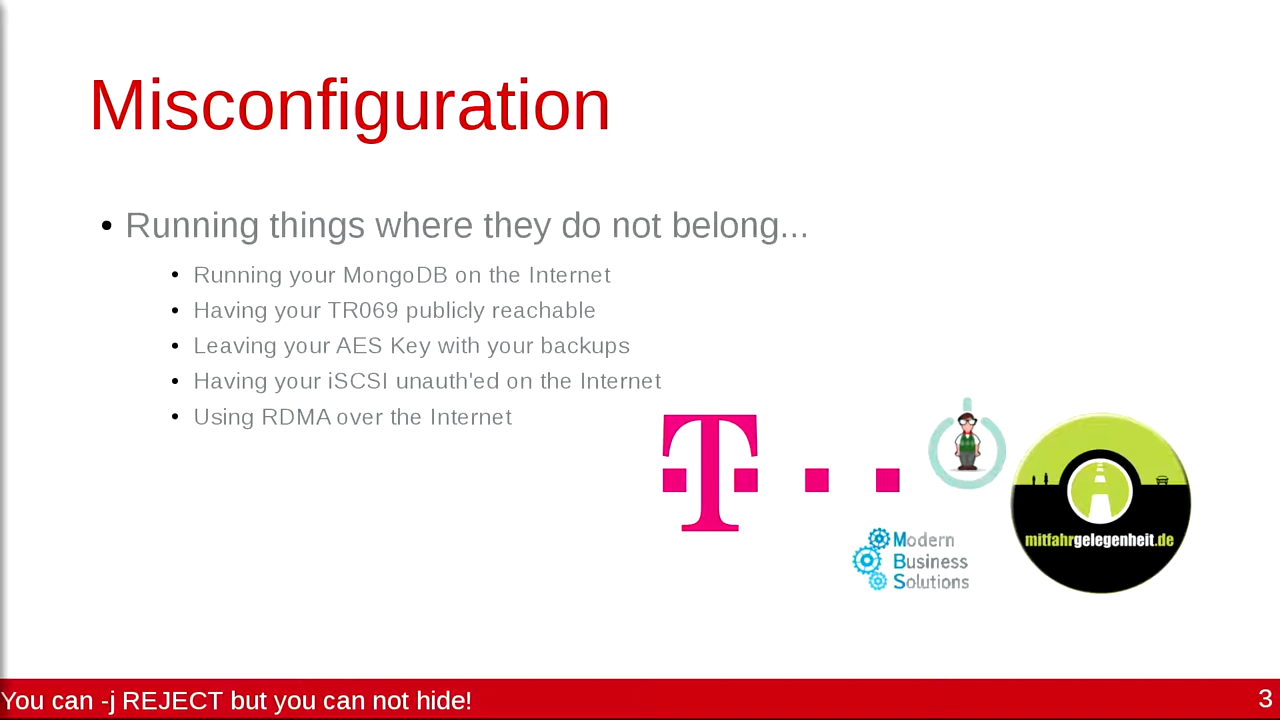 Misconfiguration
Running things where they do not belong...
Running your MongoDB on the Internet
Having your TR069 publicly reachable
Leaving your AES Key with your backups
Having your iSCSI unauth'ed on the Internet
Using RDMA over the Internet
T
Modern
Business
Solutions
mitfahrgelegenheit.de
You can -j REJECT but you can not hide!
3